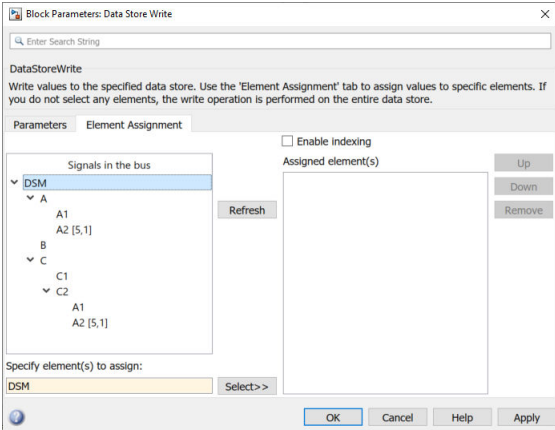 Block Parameters: Data Store Write
Enter Search String
DataStoreWrite
Write values to the specified data store. Use the 'Element Assignment' tab to assign values to specific elements. If
you do not select any elements, the write operation is performed on the entire data store.
Parameters
Element Assignment
Enable indexing
Signals in the bus
Assigned element(s)
DSM
A
A1
A2 [5,1]
B
C
C1
C2
A1
A2 [5,1]
Refresh
Up
Down
Remove
Specify element(s) to assign:
DSM
Select>>
OK
Cancel
Help
Apply